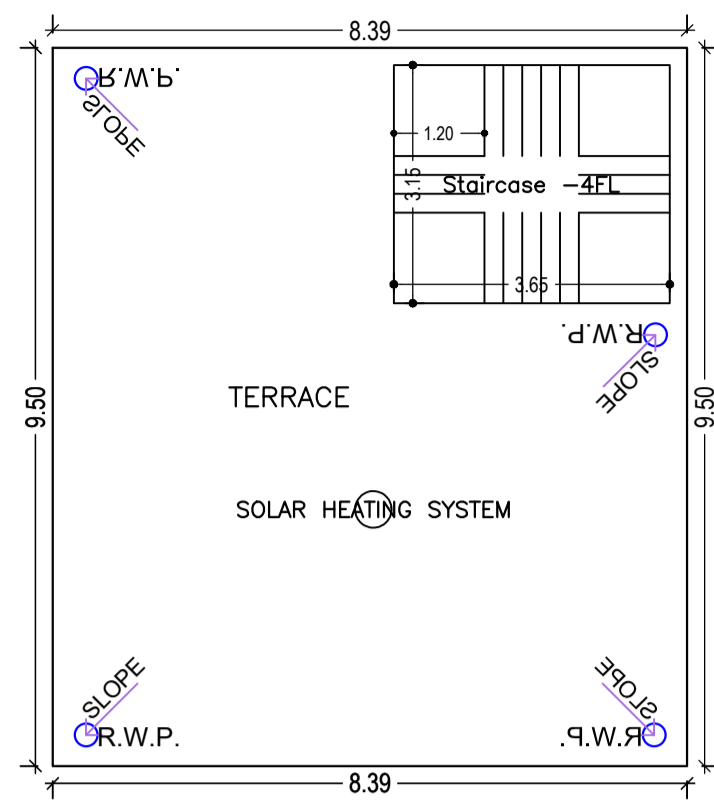 8.39
R.W.P.
SLOPE
1.20
3.15
Staircase -4FL
3.65
R.W.P.
SLOPE
9.50
9.50
TERRACE
SOLAR HEATING SYSTEM
SLOPE
R.W.P.
SLOPE
R.W.P.
8.39